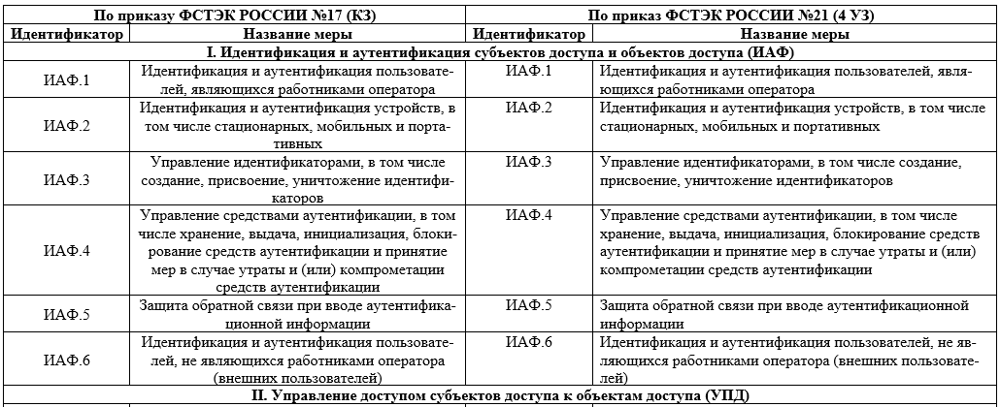 По приказу ФСТЭК РОССИИ №17 (КЗ)
По приказ ФСТЭК РОССИИ №21 (4 УЗ)
Идентификатор
Название меры
Идентификатор
Название меры
I. Идентификация и аутентификация субъектов доступа и объектов доступа (ИАФ)
ИАФ.1
Идентификация и аутентификация пользовате-
лей, являющихся работниками оператора
ИАФ.1
Идентификация и аутентификация пользователей, явля-
ющихся работниками оператора
ИАФ.2
Идентификация и аутентификация устройств, в
том числе стационарных, мобильных и порта-
тивных
ИАФ.2
Идентификация и аутентификация устройств, в том числе
стационарных, мобильных и портативных
ИАФ.3
Управление идентификаторами, в том числе
создание, присвоение, уничтожение идентифи-
каторов
ИАФ.3
Управление идентификаторами, в том числе создание,
присвоение, уничтожение идентификаторов
ИАФ.4
Управление средствами аутентификации, в том
числе хранение, выдача, инициализация, блоки-
рование средств аутентификации и принятие
мер в случае утраты и (или) компрометации
средств аутентификации
ИАФ.4
Управление средствами аутентификации, в том числе
хранение, выдача, инициализация, блокирование средств
аутентификации и принятие мер в случае утраты и (или)
компрометации средств аутентификации
ИАФ.5
Защита обратной связи при вводе аутентифика-
ционной информации
ИАФ.5
Защита обратной связи при вводе аутентификационной
информации
ИАФ.6
Идентификация и аутентификация пользовате-
лей, не являющихся работниками оператора
(внешних пользователей)
ИАФ.6
Идентификация и аутентификация пользователей, не яв-
ляющихся работниками оператора (внешних пользовате-
лей)
II. Управление доступом субъектов доступа к объектам доступа (УПД)